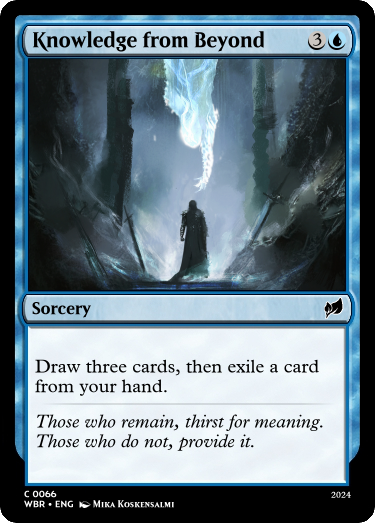 Knowledge from Beyond 3
Sorcery
Draw three cards, then exile a card
from your hand.
Those who remain, thirst for meaning.
Those who do not, provide it.
C 0066 2024
WBR • ENG Mika Koskensalmi